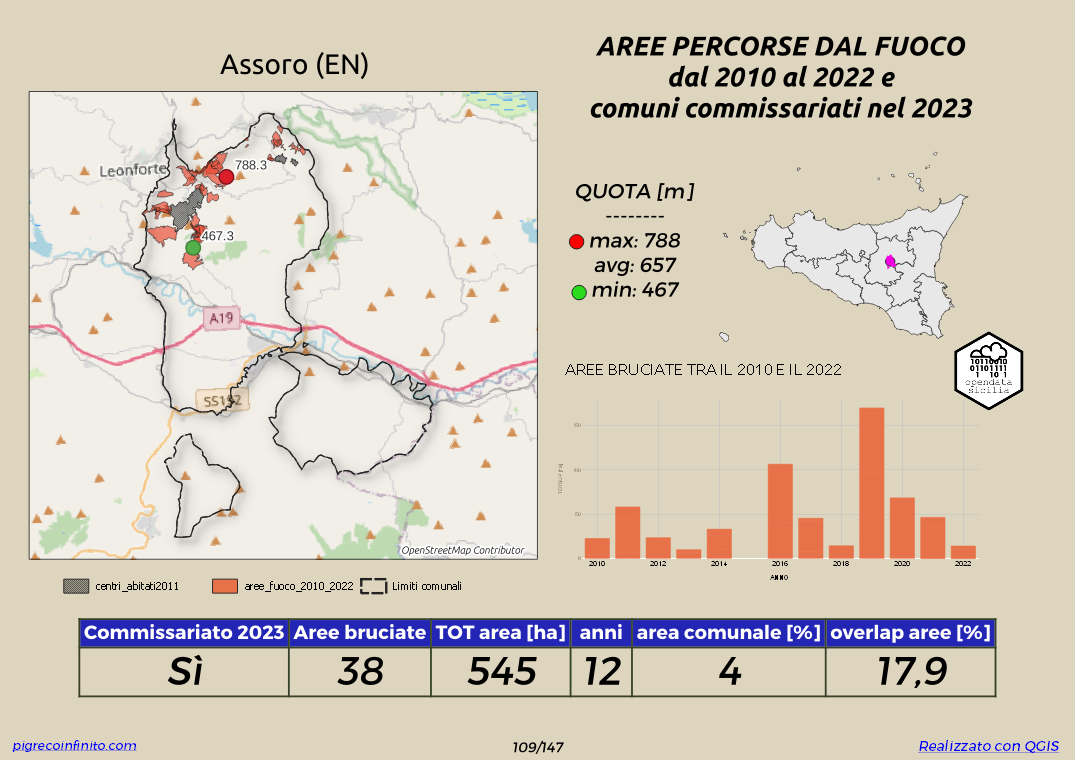 Assoro (EN)
AREE PERCORSE DAL FUOCO
dal 2010 al 2022 e
comuni commissariati nel 2023
Leonforte
788.3
467.3
A19
SS192
OpenStreetMap Contributor
QUOTA [m]
--------
max: 788
avg: 657
min: 467
10110010
01101111
1 10 1
opendata
sicilia
AREE BRUCIATE TRA IL 2010 E IL 2022
150
100
50
0
2010 2012 2014 2016 2018 2020 2022
ANNO
centri_abitati2011 aree_fuoco_2010_2022 Limiti comunali
Commissariato 2023 Aree bruciate TOT area [ha] anni area comunale [%] overlap aree [%]
Sì 38 545 12 4 17,9
pigrecoinfinito.com 109/147 Realizzato con QGIS